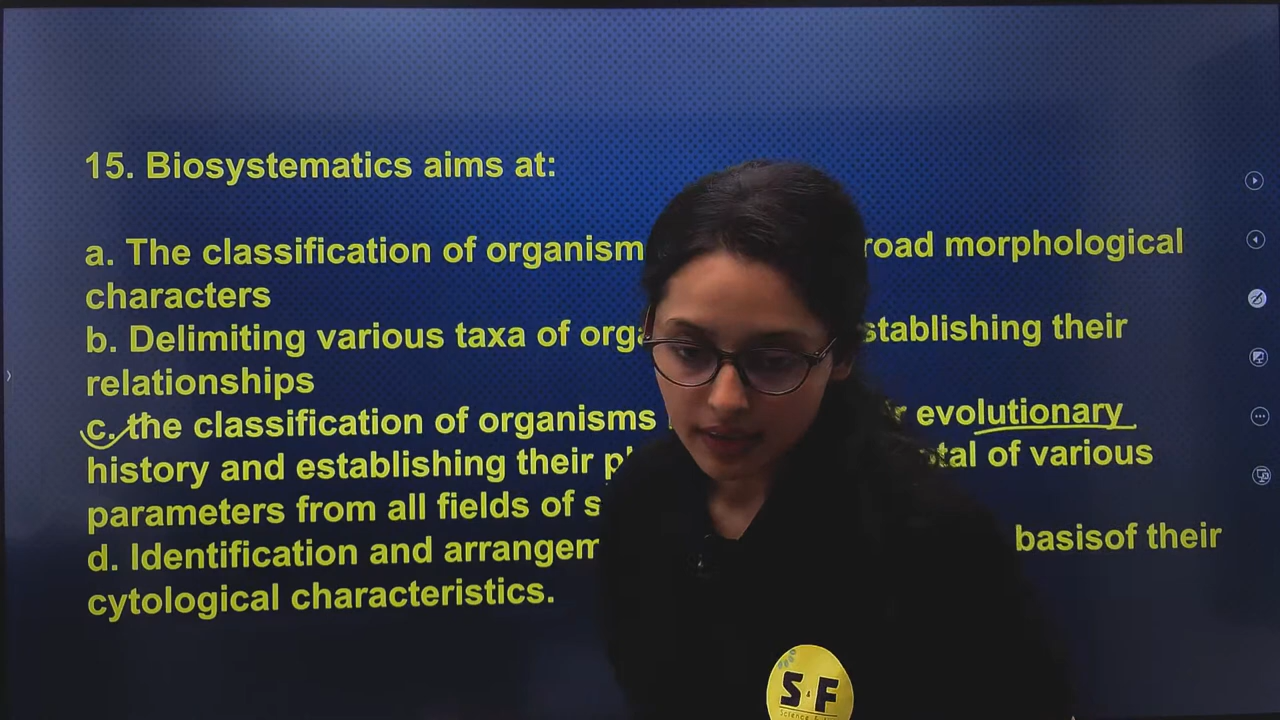 15. Biosystematics aims at:
a. The classification of organism road morphological
characters
b. Delimiting various taxa of orga stablishing their
relationships
c. the classification of organisms r evolutionary
history and establishing their p tal of various
parameters from all fields of s
d. Identification and arrangem basisof their
cytological characteristics.
S&F